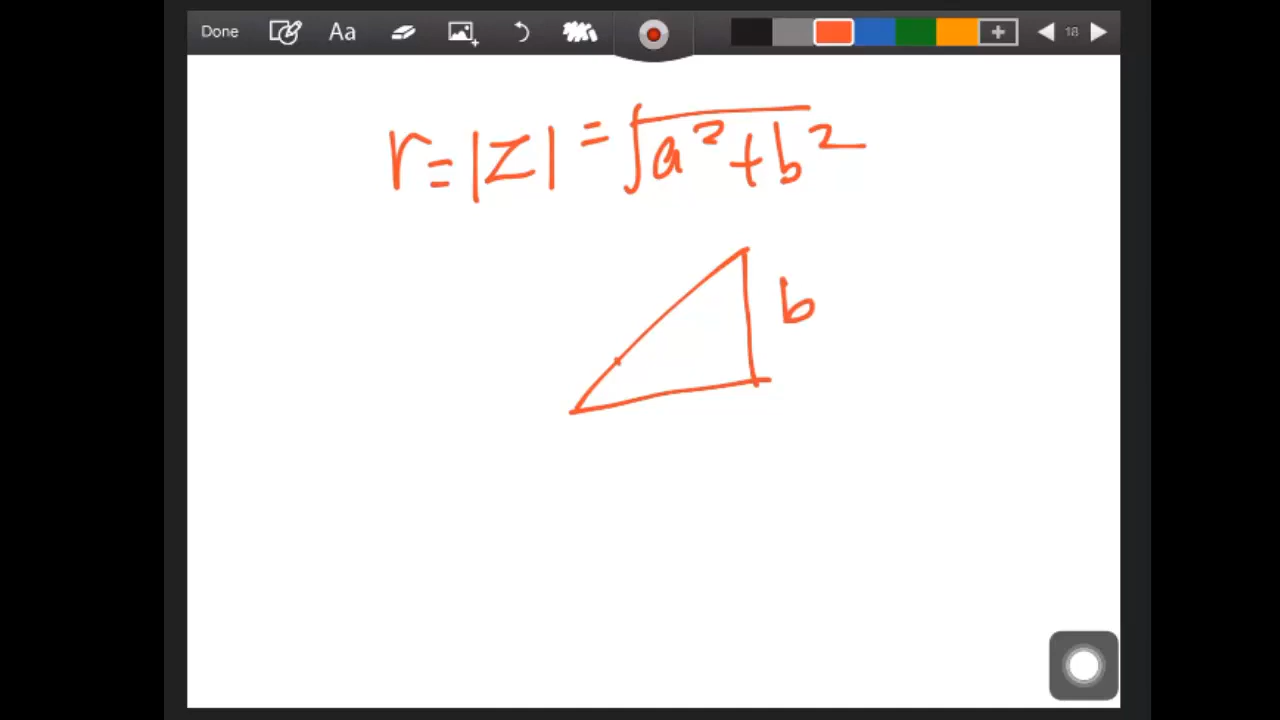 Done Aa 18
r = |z| = √a² + b²
b